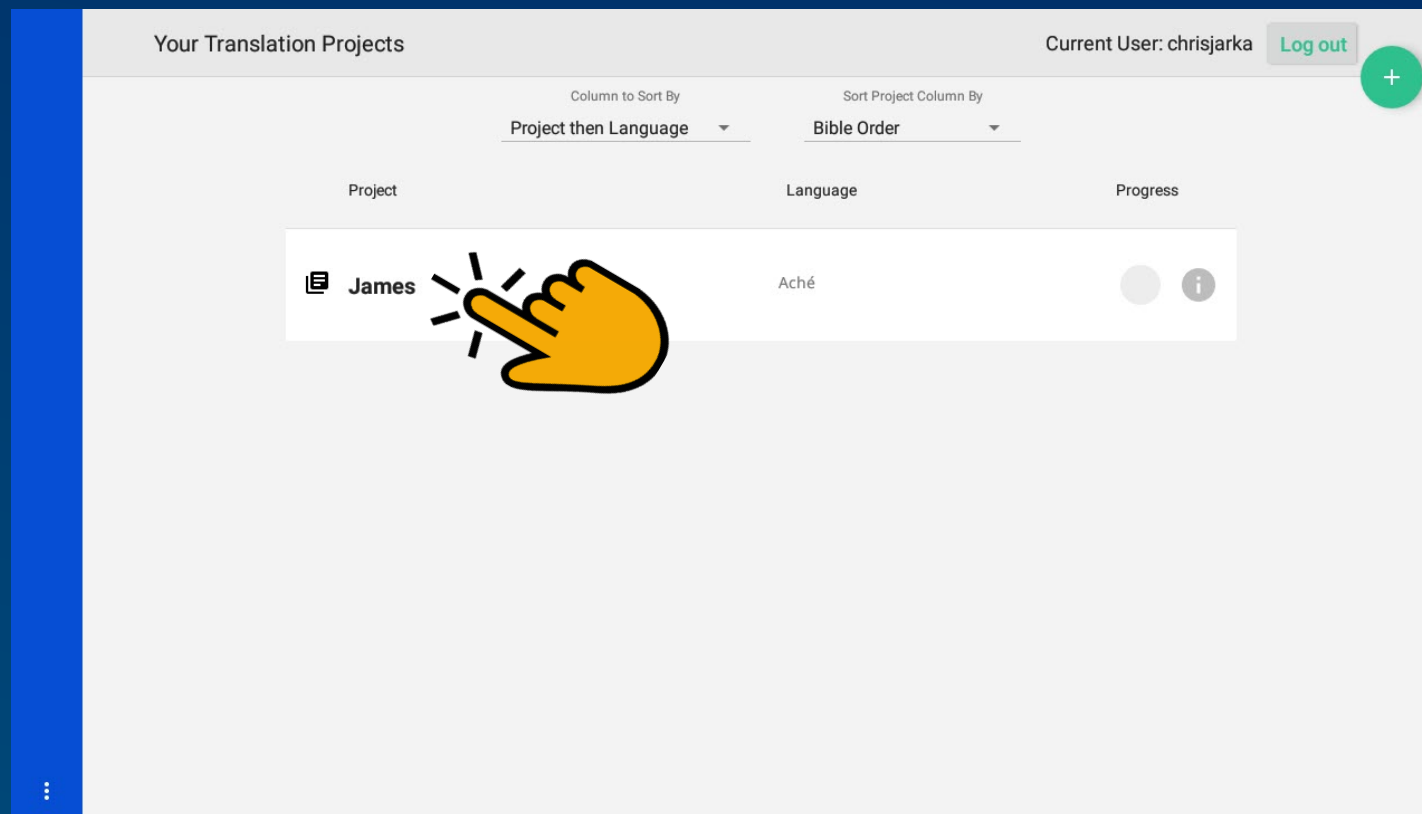 Your Translation Projects
Current User: chrisjarka
Log out
+
Column to Sort By
Sort Project Column By
Project then Language
Bible Order
Project
Language
Progress
James
Aché